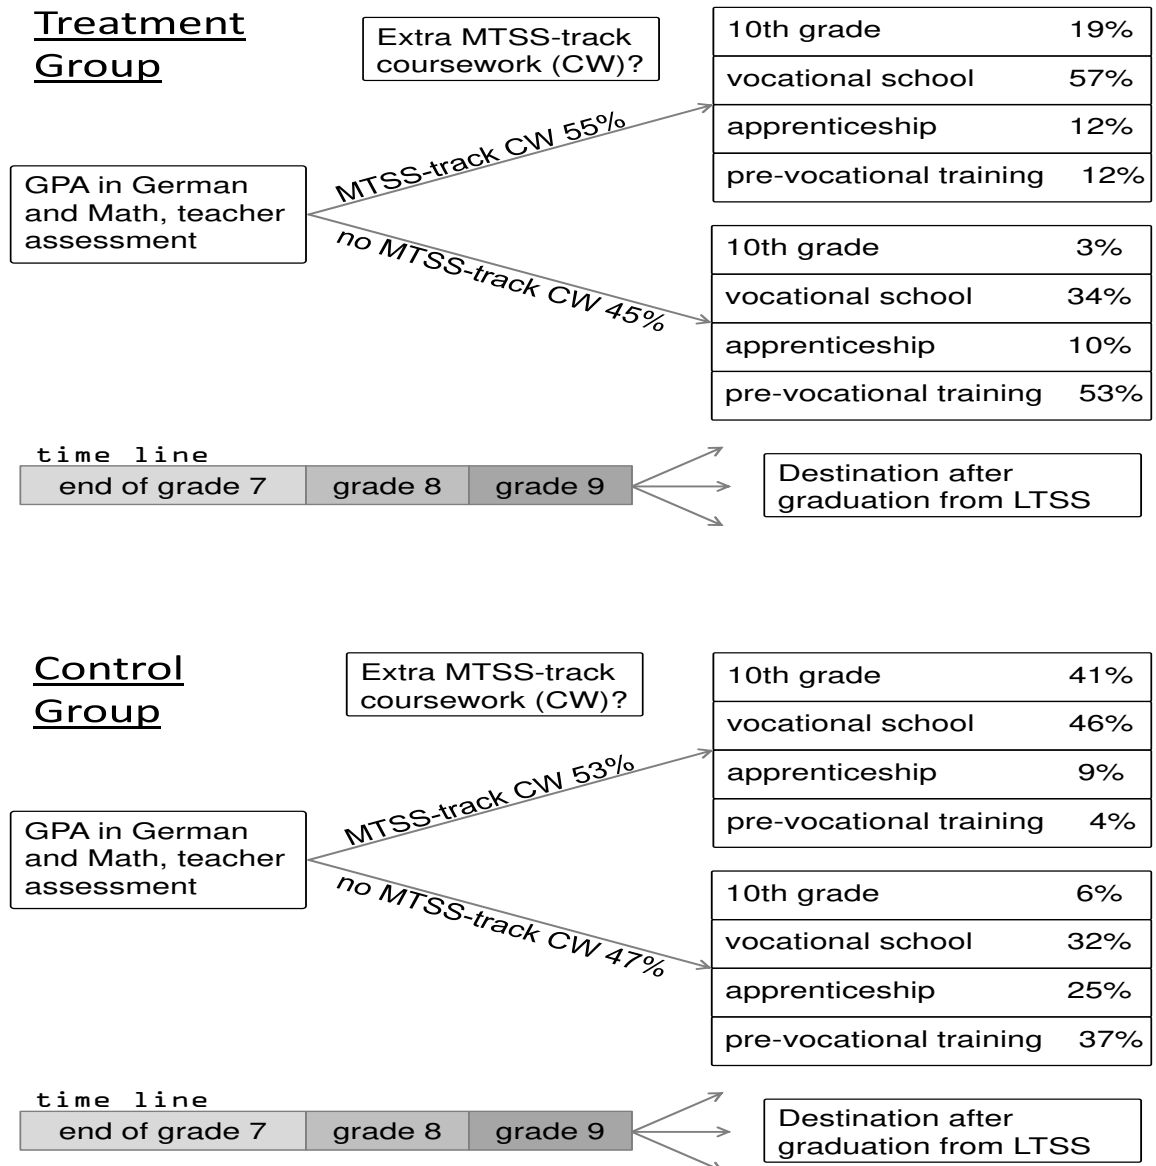 Treatment
Group
Extra MTSS-track
coursework (CW)?
GPA in German
and Math, teacher
assessment
MTSS-track CW 55%
no MTSS-track CW 45%
10th grade 19%
vocational school 57%
apprenticeship 12%
pre-vocational training 12%
10th grade 3%
vocational school 34%
apprenticeship 10%
pre-vocational training 53%
time line
end of grade 7 grade 8 grade 9
Destination after
graduation from LTSS
Control
Group
Extra MTSS-track
coursework (CW)?
GPA in German
and Math, teacher
assessment
MTSS-track CW 53%
no MTSS-track CW 47%
10th grade 41%
vocational school 46%
apprenticeship 9%
pre-vocational training 4%
10th grade 6%
vocational school 32%
apprenticeship 25%
pre-vocational training 37%
time line
end of grade 7 grade 8 grade 9
Destination after
graduation from LTSS